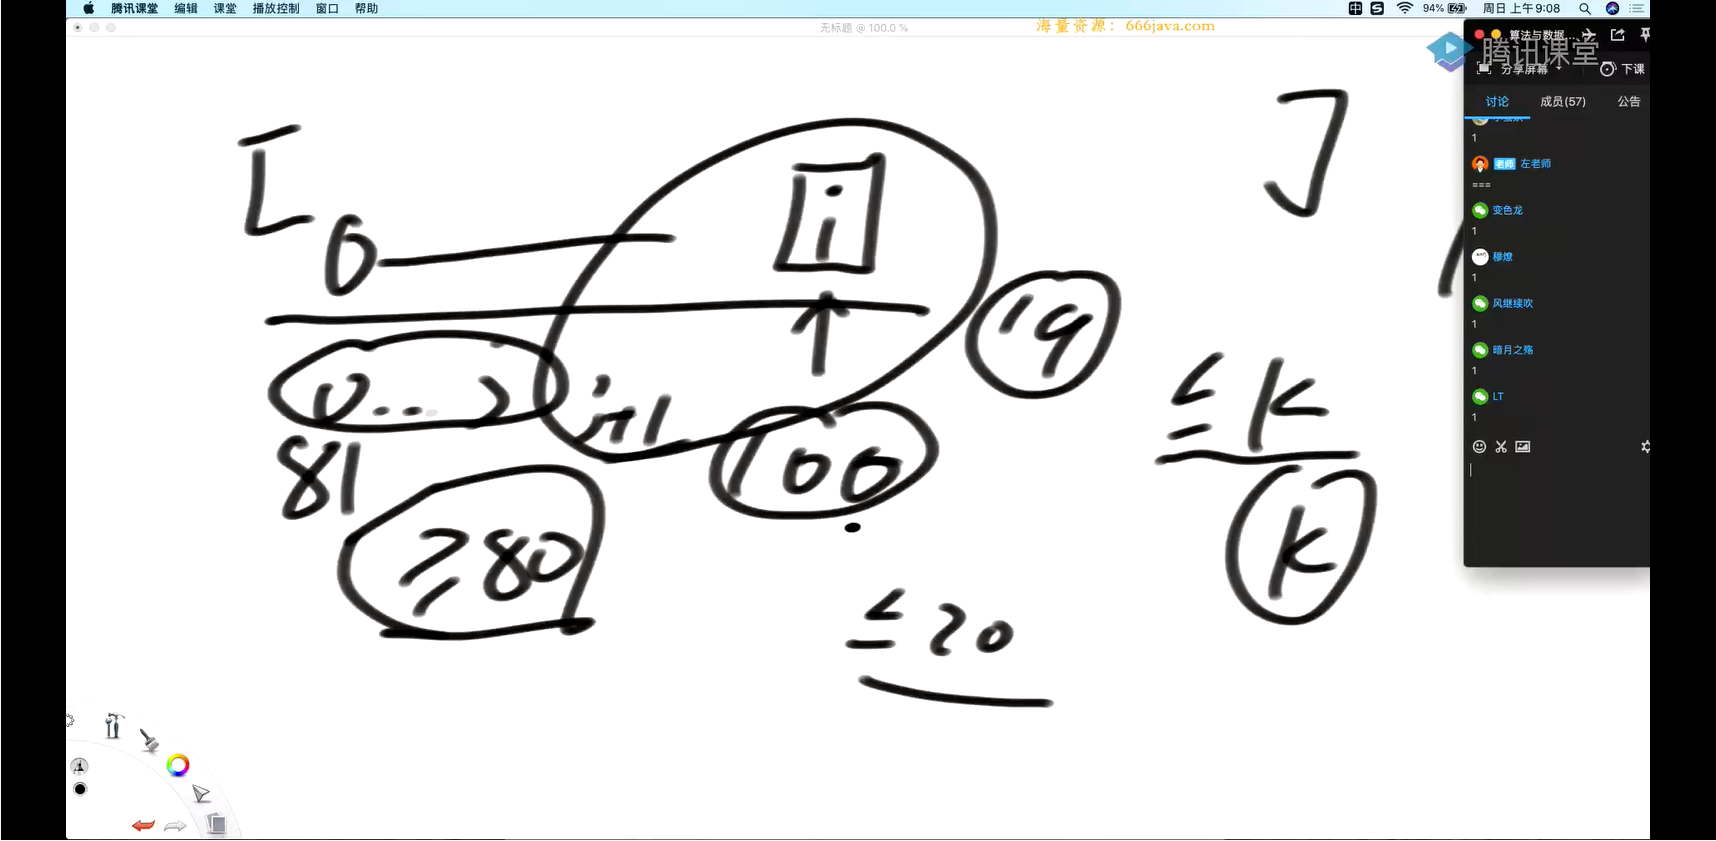 腾讯课堂 编辑 课堂 播放控制 窗口 帮助
94% 周日 上午9:08
无标题 @ 100.0 %
海量资源：666java.com
算法与数据...
腾讯课堂
分享屏幕 下课
讨论 成员(57) 公告
1
老师 左老师
===
变色龙
1
穆燎
1
风继续吹
1
暗月之殇
1
LT
1
[ 0 i ]
0...j j+1 19
81 100 ≤K
≥80 K
≤20